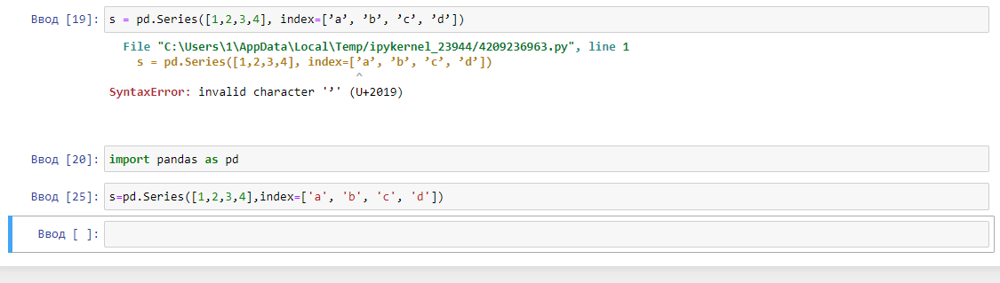 Ввод [19]: s = pd.Series([1,2,3,4], index=[’a’, ’b’, ’c’, ’d’])
File "C:\Users\1\AppData\Local\Temp/ipykernel_23944/4209236963.py", line 1
s = pd.Series([1,2,3,4], index=[’a’, ’b’, ’c’, ’d’])
^
SyntaxError: invalid character '’' (U+2019)
Ввод [20]: import pandas as pd
Ввод [25]: s=pd.Series([1,2,3,4],index=['a', 'b', 'c', 'd'])
Ввод [ ]: